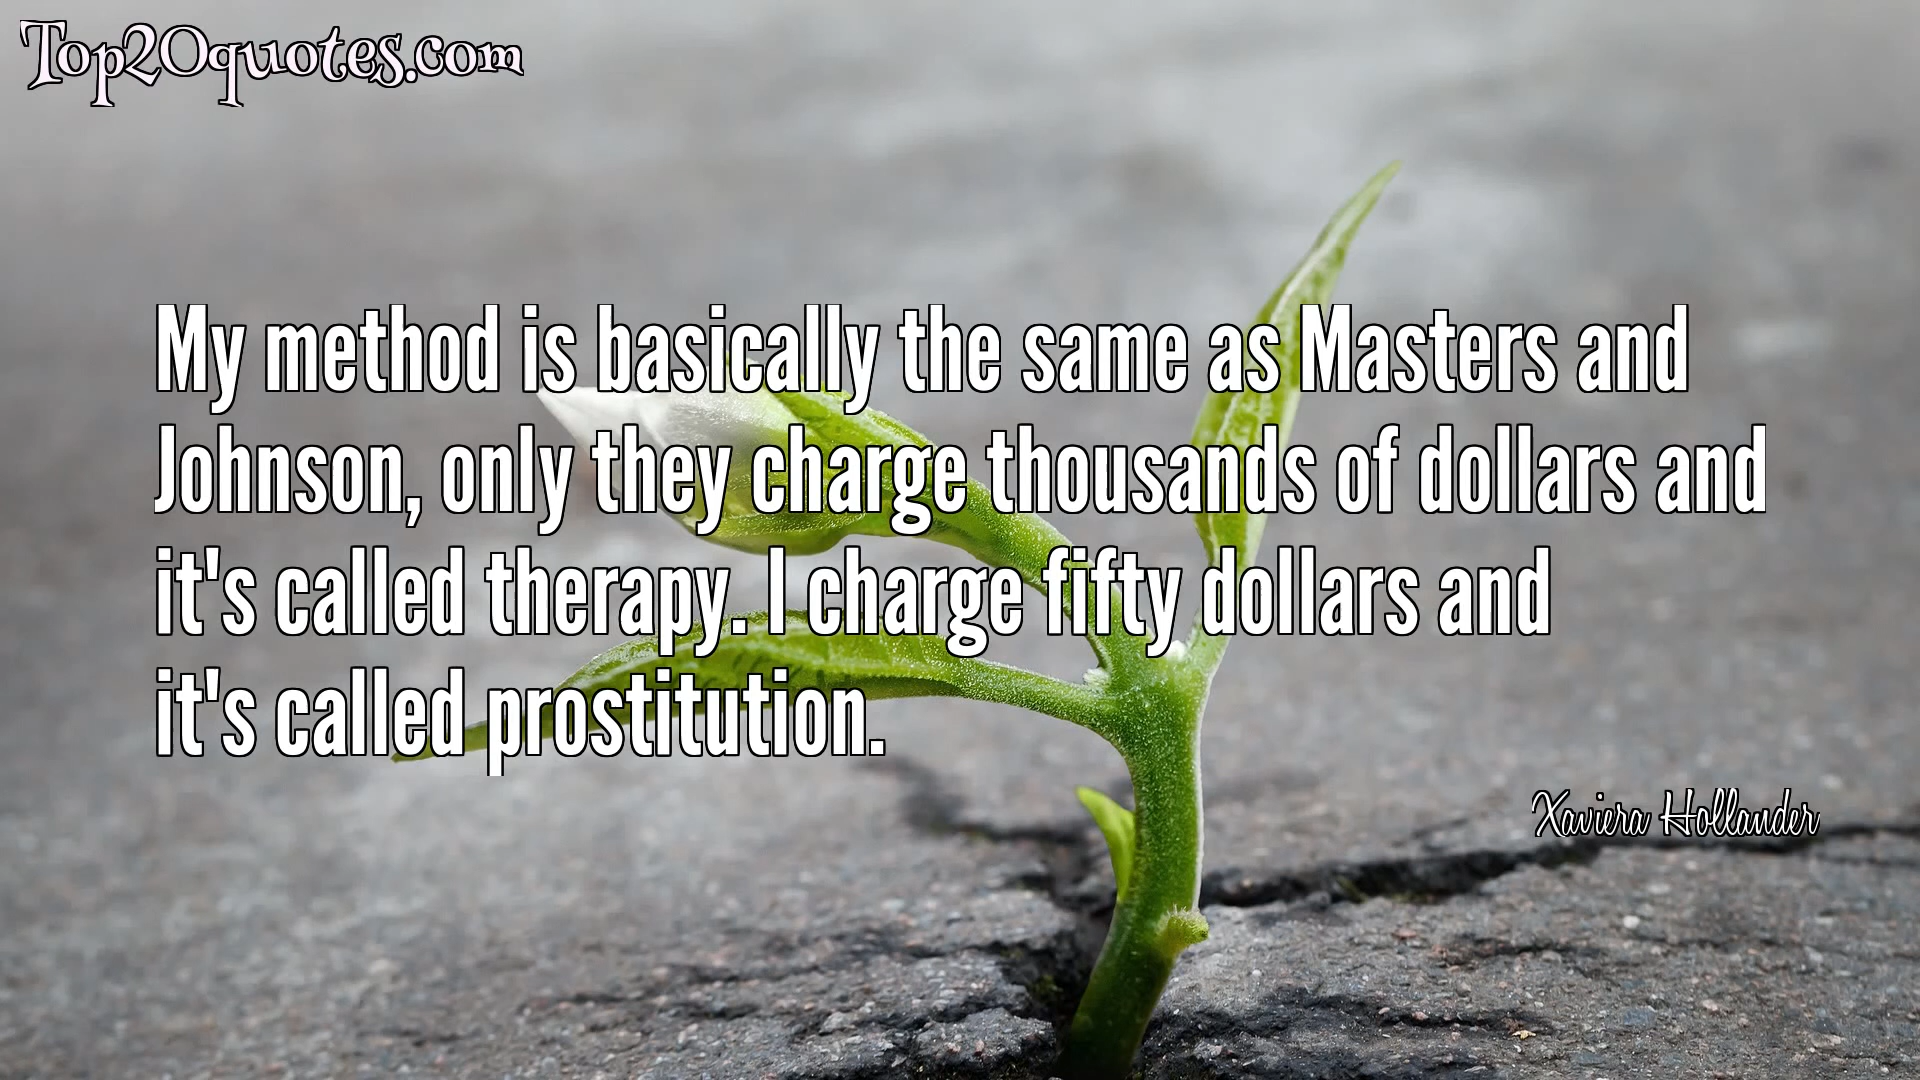 Top20quotes.com
My method is basically the same as Masters and
Johnson, only they charge thousands of dollars and
it's called therapy. I charge fifty dollars and
it's called prostitution.
Xaviera Hollander